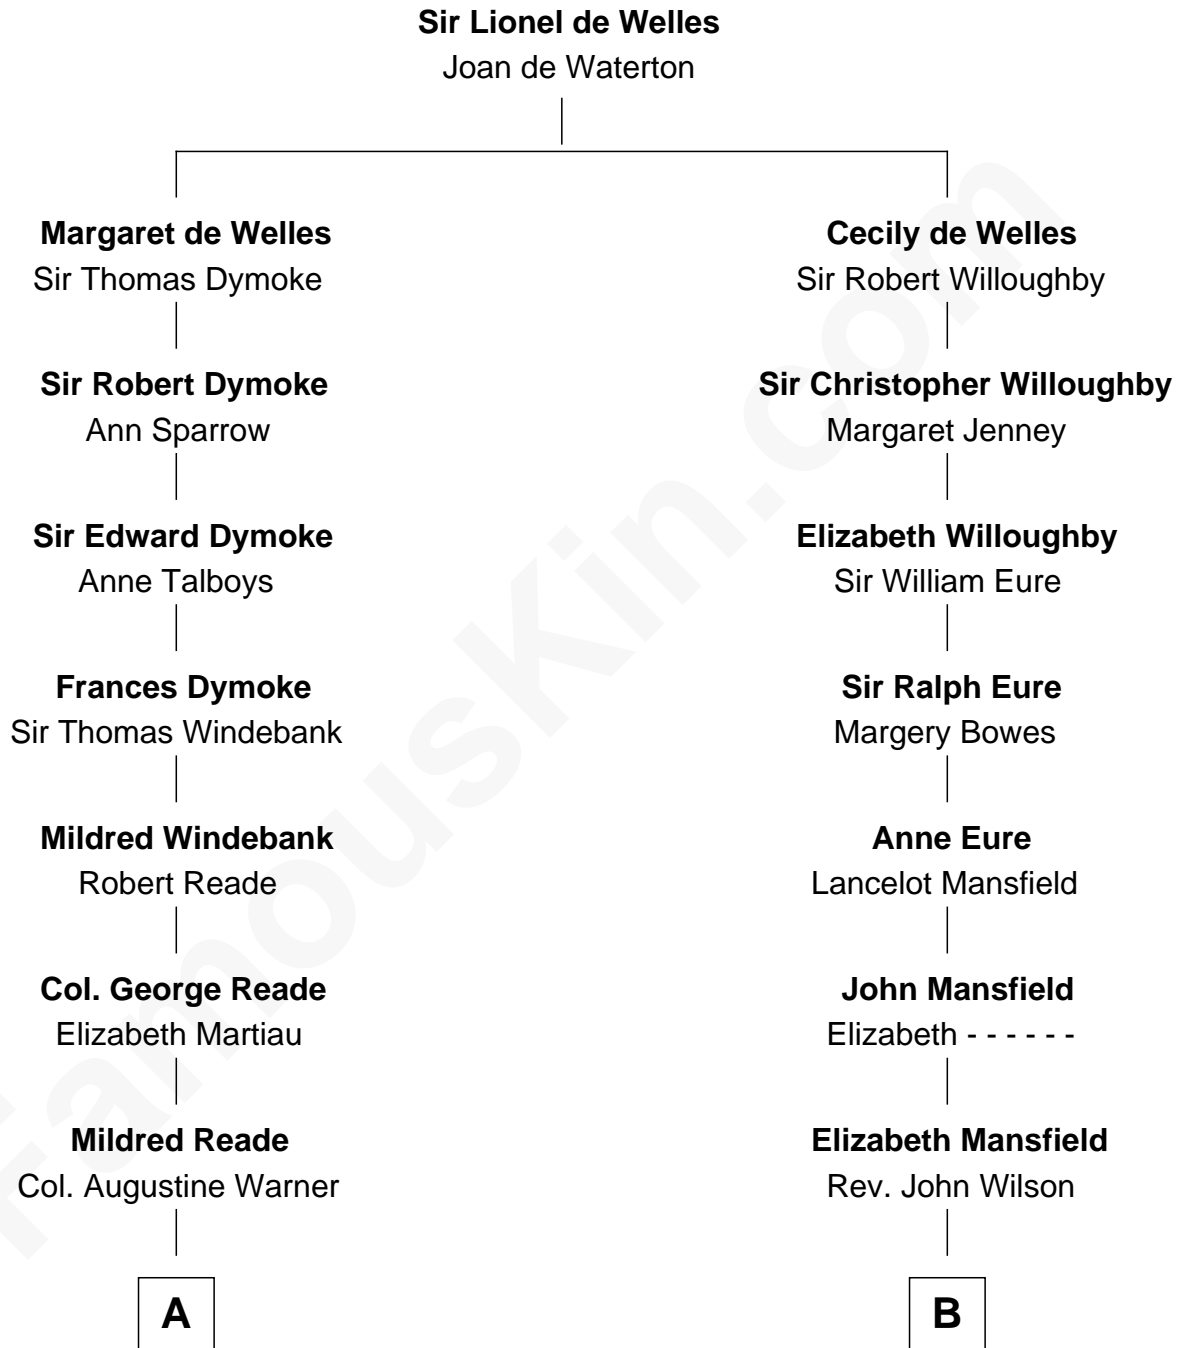 Sir Lionel de Welles
Joan de Waterton
Margaret de Welles
Sir Thomas Dymoke
Cecily de Welles
Sir Robert Willoughby
Sir Robert Dymoke
Ann Sparrow
Sir Christopher Willoughby
Margaret Jenney
Sir Edward Dymoke
Anne Talboys
Elizabeth Willoughby
Sir William Eure
Frances Dymoke
Sir Thomas Windebank
Sir Ralph Eure
Margery Bowes
Mildred Windebank
Robert Reade
Anne Eure
Lancelot Mansfield
Col. George Reade
Elizabeth Martiau
John Mansfield
Elizabeth - - - - - -
Mildred Reade
Col. Augustine Warner
Elizabeth Mansfield
Rev. John Wilson
A
B
FamousKin.com